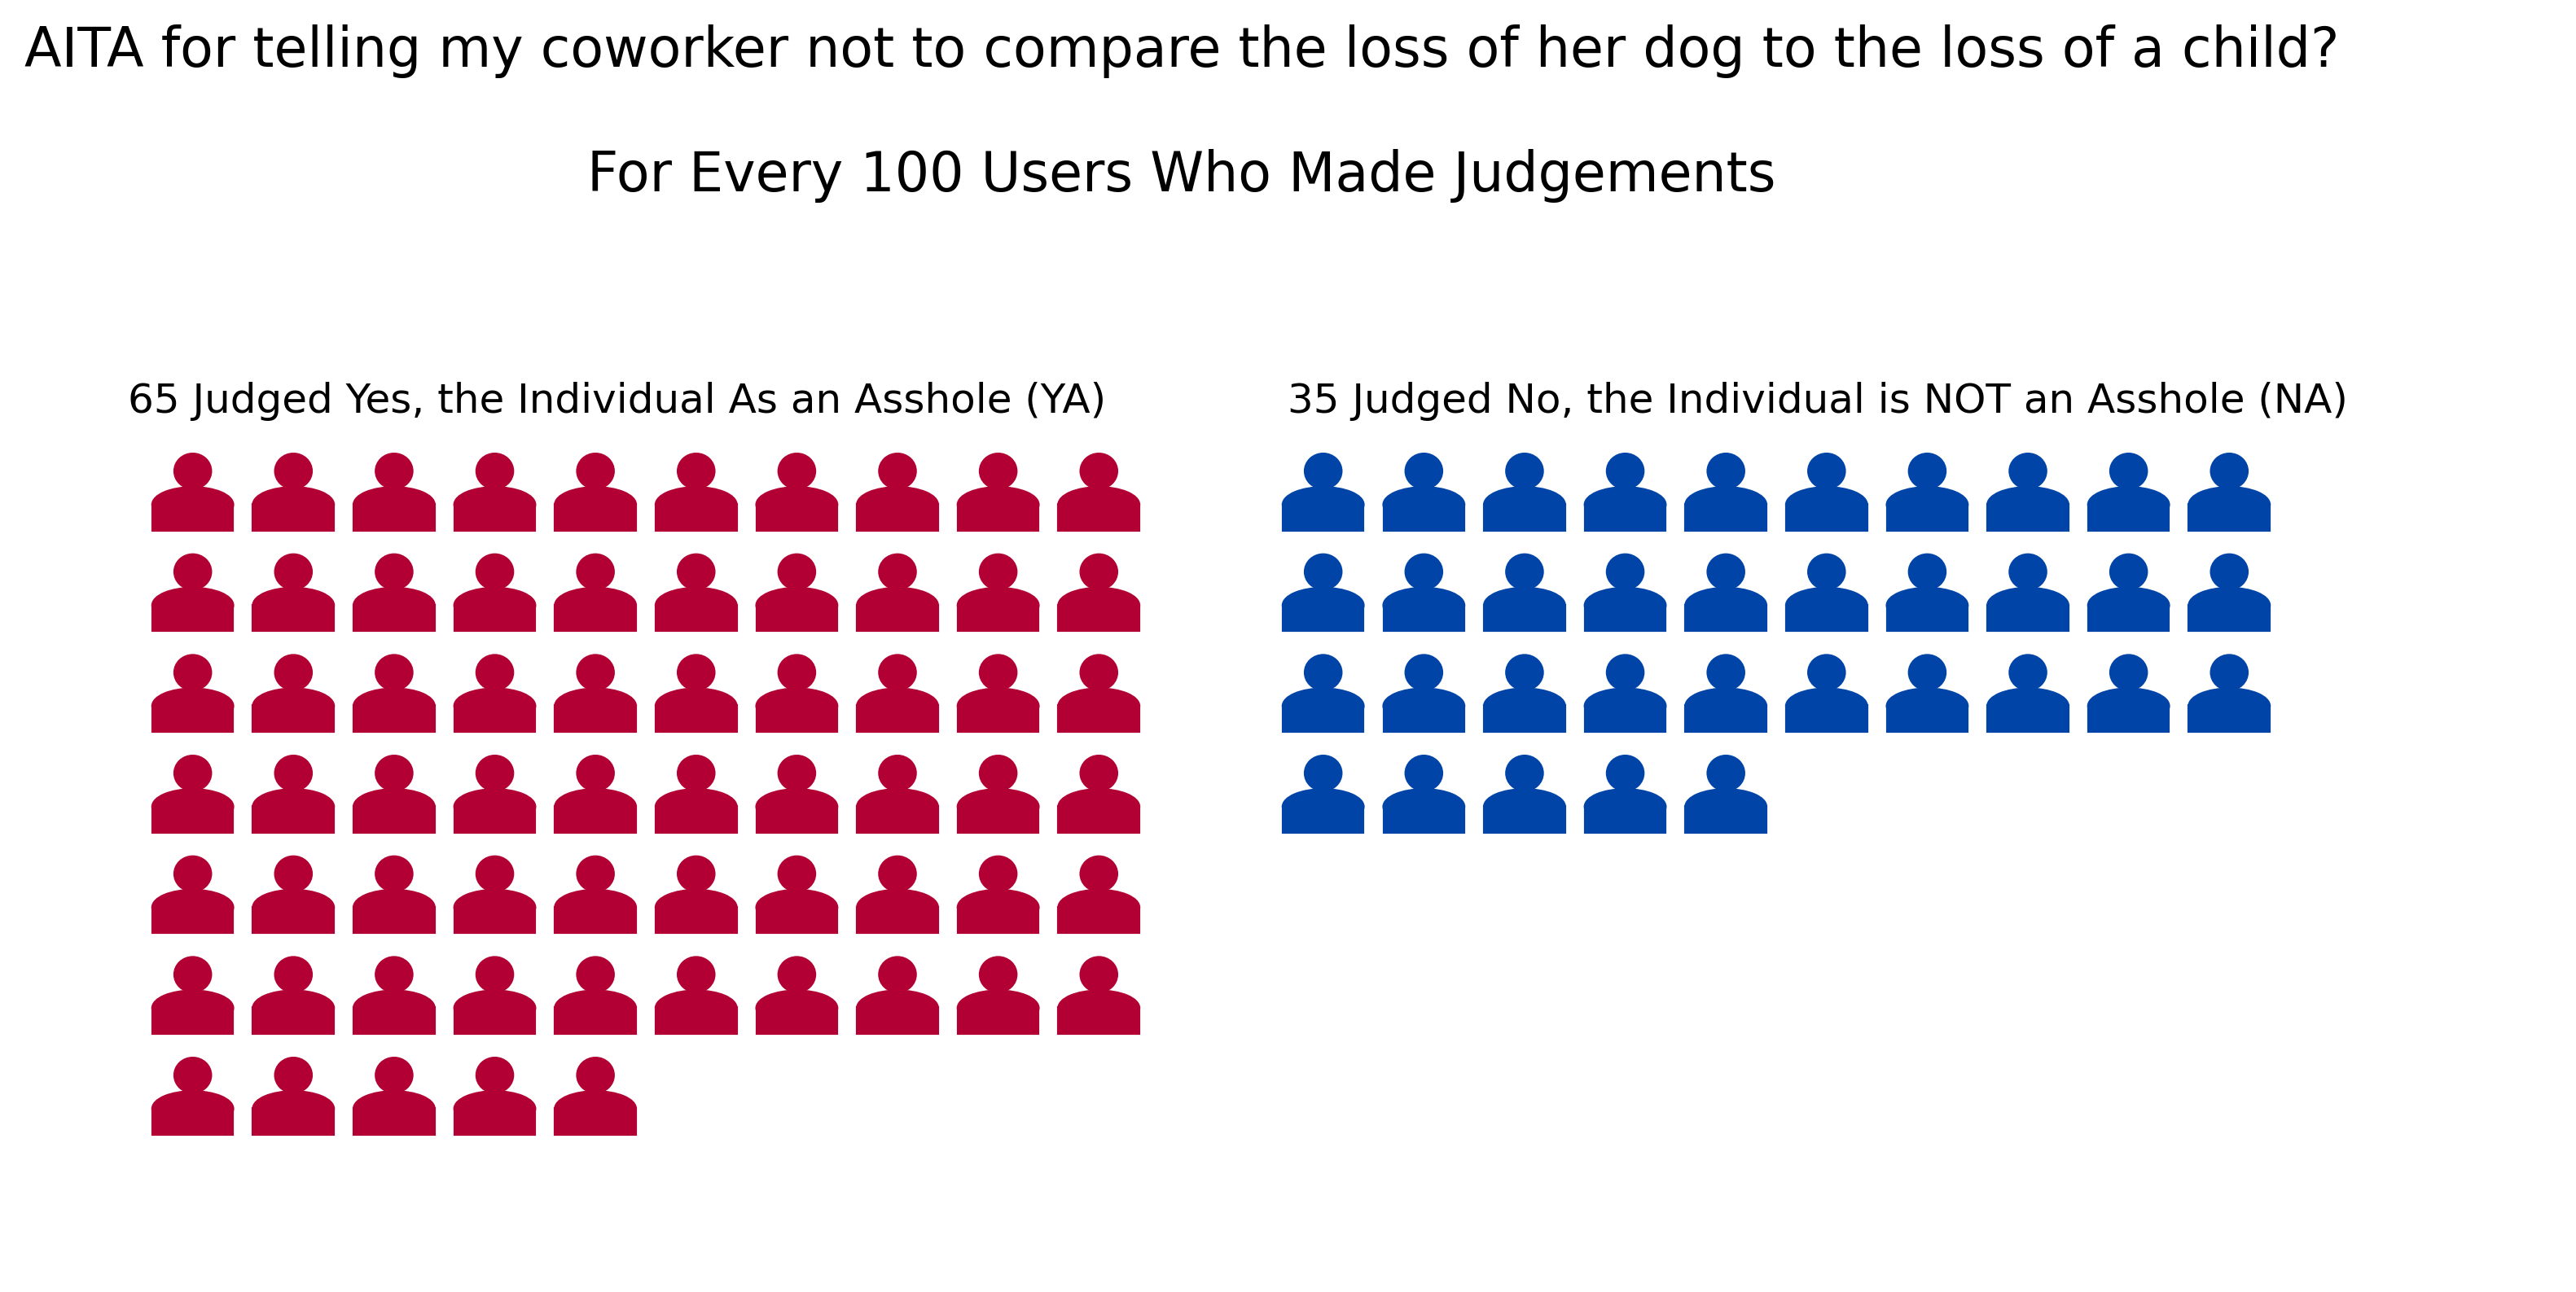 AITA for telling my coworker not to compare the loss of her dog to the loss of a child?
For Every 100 Users Who Made Judgements
65 Judged Yes, the Individual As an Asshole (YA)
35 Judged No, the Individual is NOT an Asshole (NA)